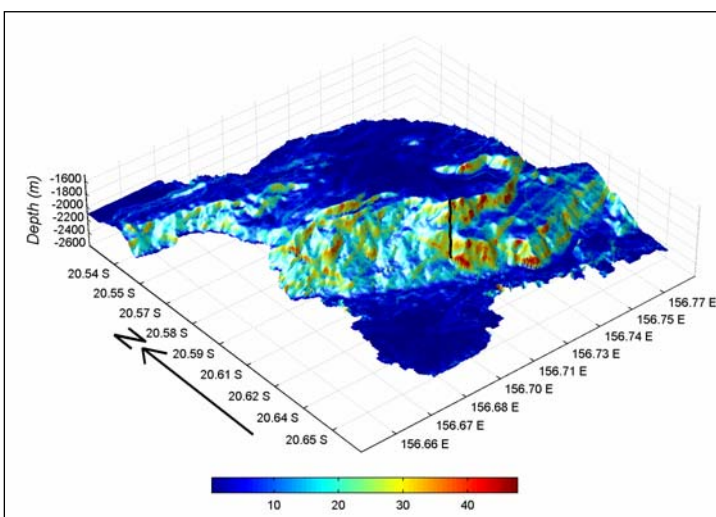 -1600
-1800
-2000
-2200
-2400
-2600
Depth (m)
20.54 S
20.55 S
20.57 S
20.58 S
20.59 S
20.61 S
20.62 S
20.64 S
20.65 S
N
156.66 E
156.67 E
156.68 E
156.70 E
156.71 E
156.73 E
156.74 E
156.75 E
156.77 E
10 20 30 40